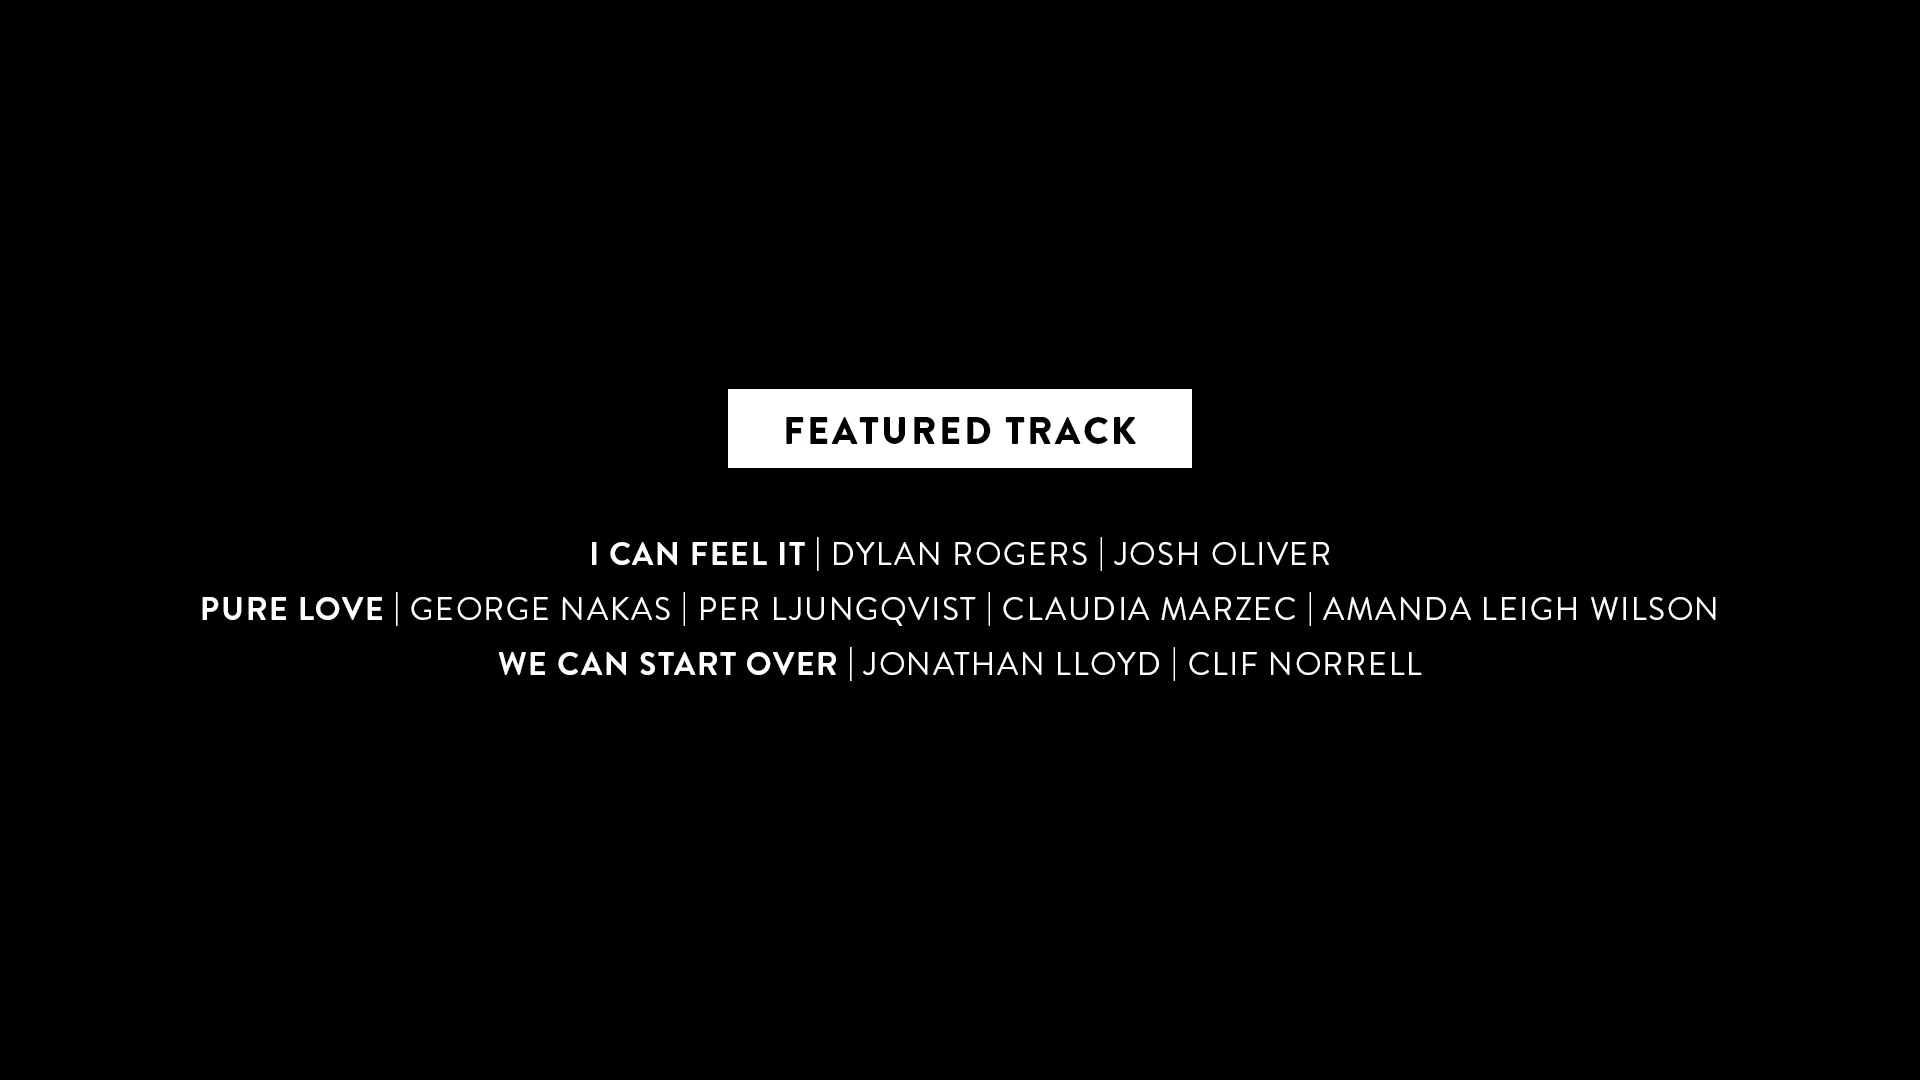 FEATURED TRACK
I CAN FEEL IT | DYLAN ROGERS | JOSH OLIVER
PURE LOVE | GEORGE NAKAS | PER LJUNGQVIST | CLAUDIA MARZEC | AMANDA LEIGH WILSON
WE CAN START OVER | JONATHAN LLOYD | CLIF NORRELL